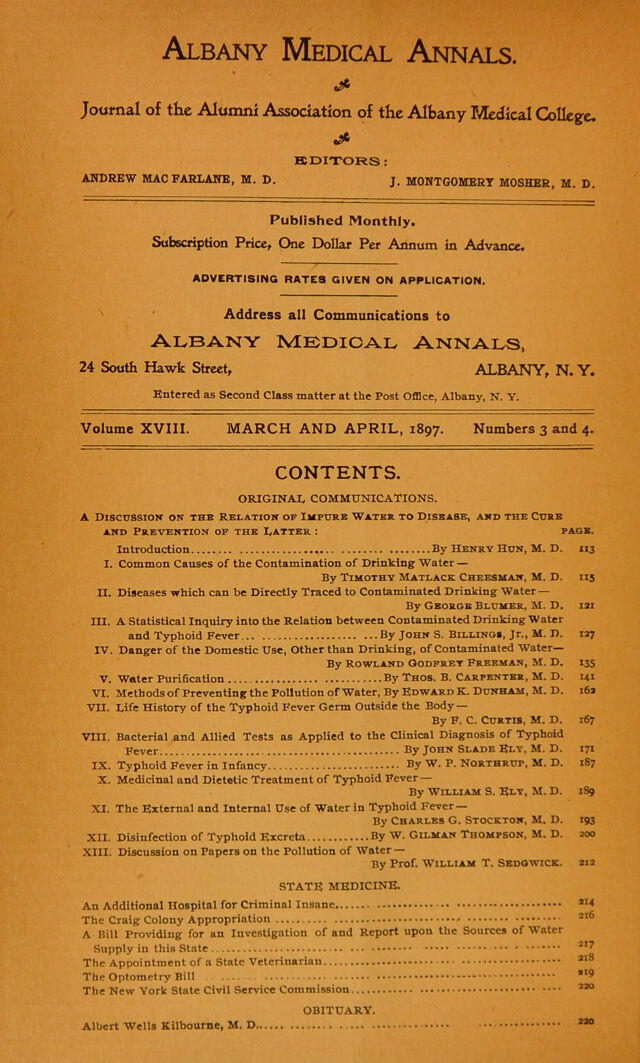 ALBANY MEDICAL ANNALS.
Journal of the Alumni Association of the Albany Medical College.
EDITORS:
ANDREW MAC FARLANE, M. D. J. MONTGOMERY MOSHER, M. D.
Published Monthly.
Subscription Price, One Dollar Per Annum in Advance.
ADVERTISING RATES GIVEN ON APPLICATION.
Address all Communications to
ALBANY MEDICAL ANNALS,
24 South Hawk Street, ALBANY, N. Y.
Entered as Second Class matter at the Post Office, Albany, N. Y.
Volume XVIII. MARCH AND APRIL, 1897. Numbers 3 and 4.
CONTENTS.
ORIGINAL COMMUNICATIONS.
A DISCUSSION ON THE RELATION OF IMPURE WATER TO DISEASE, AND THE CURE
AND PREVENTION OF THE LATTER: PAGE.
Introduction.......... By HENRY HUN, M. D. 113
I. Common Causes of the Contamination of Drinking Water—
By TIMOTHY MATLACK CHEESMAN, M. D. 115
II. Diseases which can be Directly Traced to Contaminated Drinking Water—
By GEORGE BLUMER, M. D. 121
III. A Statistical Inquiry into the Relation between Contaminated Drinking Water
and Typhoid Fever.......... By JOHN S. BILLINGS, Jr., M. D. 127
IV. Danger of the Domestic Use, Other than Drinking, of Contaminated Water—
By ROWLAND GODFREY FREEMAN, M. D. 135
V. Water Purification.......... By THOS. B. CARPENTER, M. D. 141
VI. Methods of Preventing the Pollution of Water, By EDWARD K. DUNHAM, M. D. 162
VII. Life History of the Typhoid Fever Germ Outside the Body—
By F. C. CURTIS, M. D. 167
VIII. Bacterial and Allied Tests as Applied to the Clinical Diagnosis of Typhoid
Fever.......... By JOHN SLADE ELY, M. D. 171
IX. Typhoid Fever in Infancy.......... By W. P. NORTHRUP, M. D. 187
X. Medicinal and Dietetic Treatment of Typhoid Fever—
By WILLIAM S. ELY, M. D. 189
XI. The External and Internal Use of Water in Typhoid Fever—
By CHARLES G. STOCKTON, M. D. 193
XII. Disinfection of Typhoid Excreta.......... By W. GILMAN THOMPSON, M. D. 200
XIII. Discussion on Papers on the Pollution of Water—
By Prof. WILLIAM T. SEDGWICK. 212
STATE MEDICINE.
An Additional Hospital for Criminal Insane.......... 214
The Craig Colony Appropriation.......... 216
A Bill Providing for an Investigation of and Report upon the Sources of Water
Supply in this State.......... 217
The Appointment of a State Veterinarian.......... 218
The Optometry Bill.......... 219
The New York State Civil Service Commission.......... 220
OBITUARY.
Albert Wells Kilbourne, M. D.......... 220